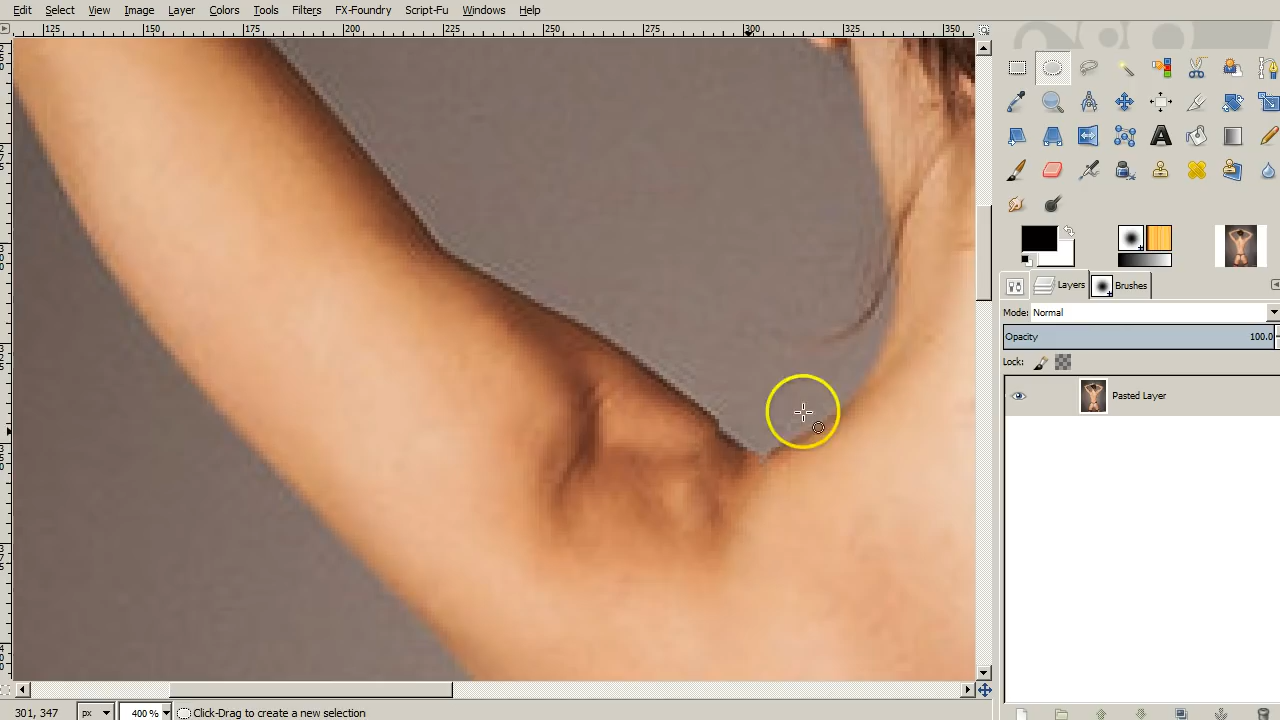 Edit Select View Image Layer Colors Tools Filters FX-Foundry Script-Fu Windows Help
125 150 175 200 225 250 275 300 325 350
Layers Brushes
Mode: Normal
Opacity 100.0
Lock:
Pasted Layer
301, 347 px 400 % Click-Drag to create a new selection